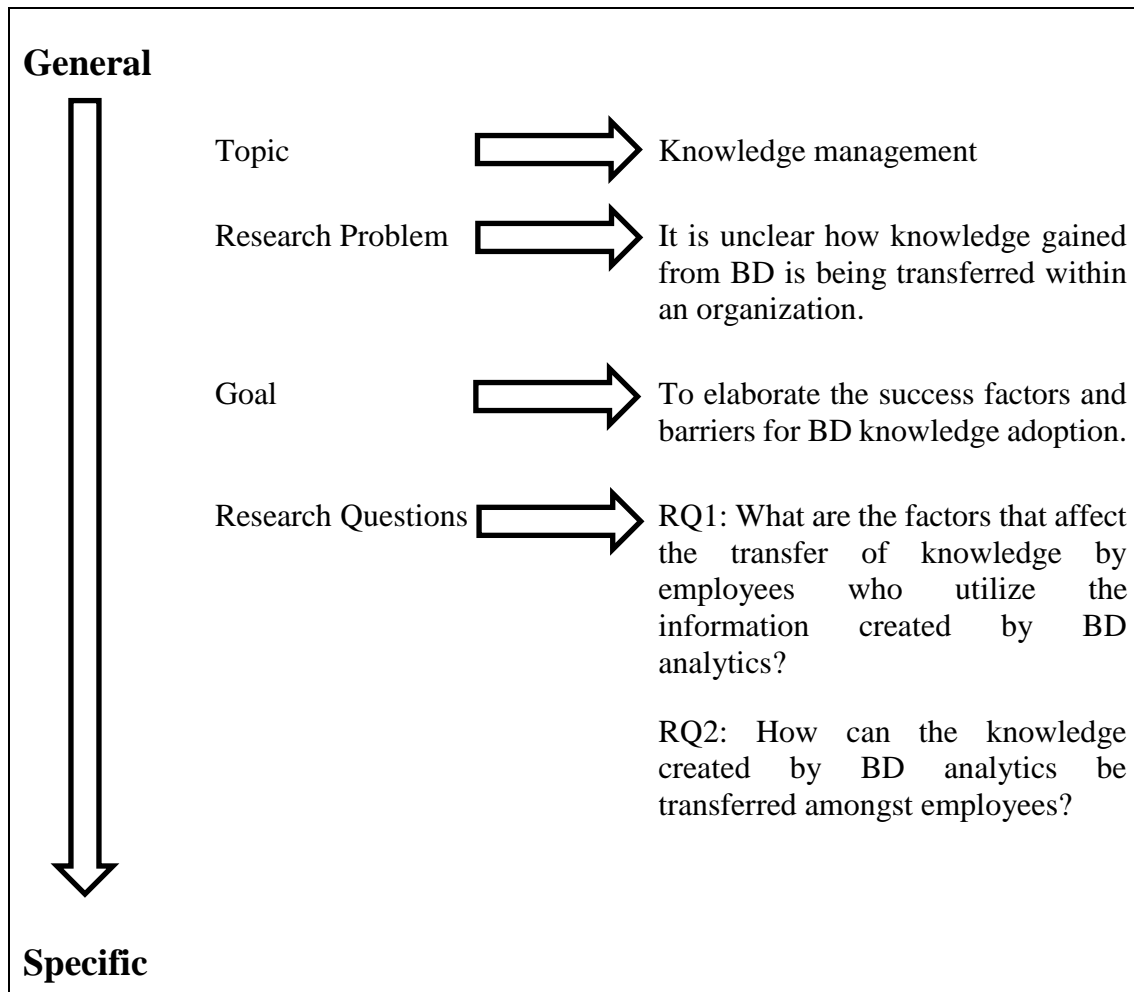 General
Topic
Knowledge management
Research Problem
It is unclear how knowledge gained
from BD is being transferred within
an organization.
Goal
To elaborate the success factors and
barriers for BD knowledge adoption.
Research Questions
RQ1: What are the factors that affect
the transfer of knowledge by
employees who utilize the
information created by BD
analytics?
RQ2: How can the knowledge
created by BD analytics be
transferred amongst employees?
Specific